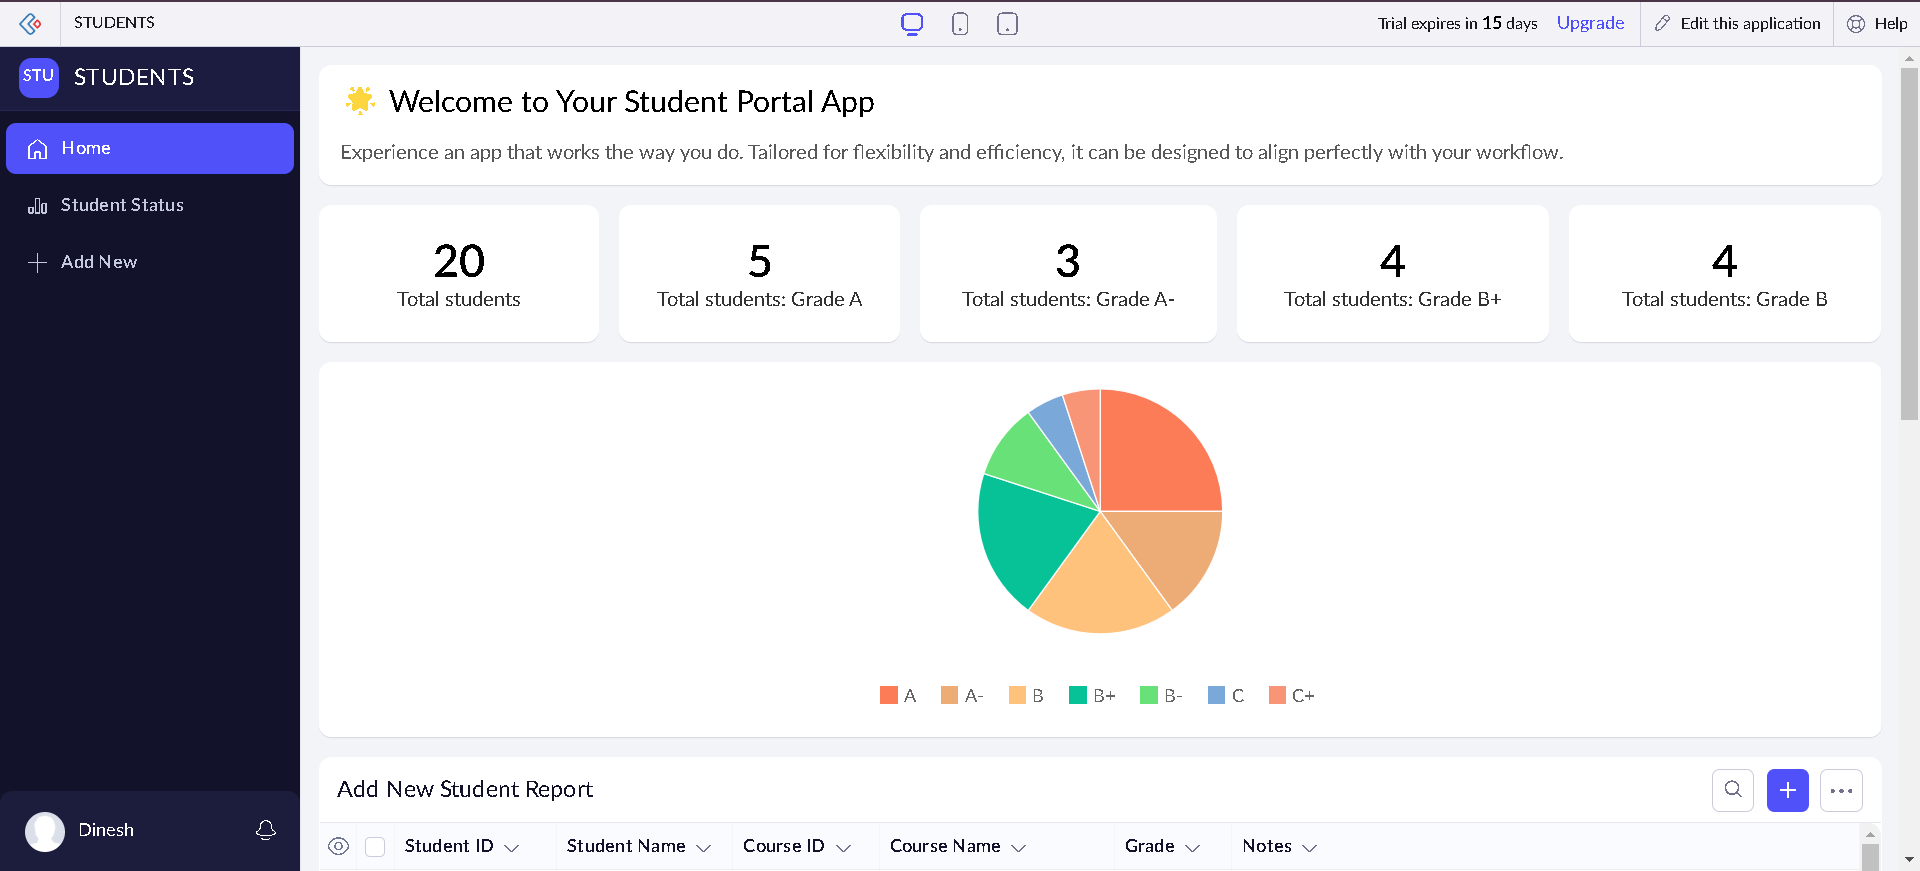 STUDENTS
Trial expires in 15 days
Upgrade
Edit this application
Help
STU
STUDENTS
Home
Student Status
Add New
Dinesh
Welcome to Your Student Portal App
Experience an app that works the way you do. Tailored for flexibility and efficiency, it can be designed to align perfectly with your workflow.
20
Total students
5
Total students: Grade A
3
Total students: Grade A-
4
Total students: Grade B+
4
Total students: Grade B
A A- B B+ B- C C+
Add New Student Report
Student ID Student Name Course ID Course Name Grade Notes